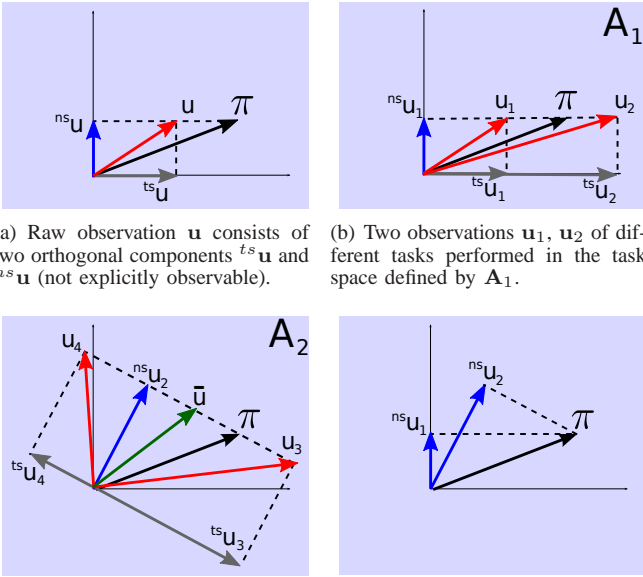 A₁
ⁿˢu u π
ᵗˢu
ⁿˢu₁ u₁ π u₂
ᵗˢu₁ ᵗˢu₂
a) Raw observation u consists of
wo orthogonal components ᵗˢu and
ⁿˢu (not explicitly observable).
(b) Two observations u₁, u₂ of dif-
ferent tasks performed in the task
space defined by A₁.
A₂
u₄ ⁿˢu₂ ū π u₃
ᵗˢu₄ ᵗˢu₃
ⁿˢu₂
ⁿˢu₁ π